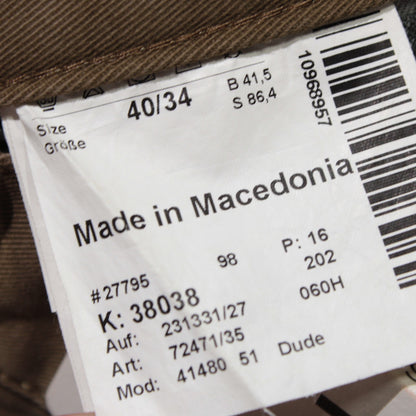 Size 40/34 B 41,5
Größe S 86,4
10968957
Made in Macedonia
#27795 98 P: 16
K: 38038 202
Auf: 231331/27 060H
Art: 72471/35
Mod: 41480 51 Dude